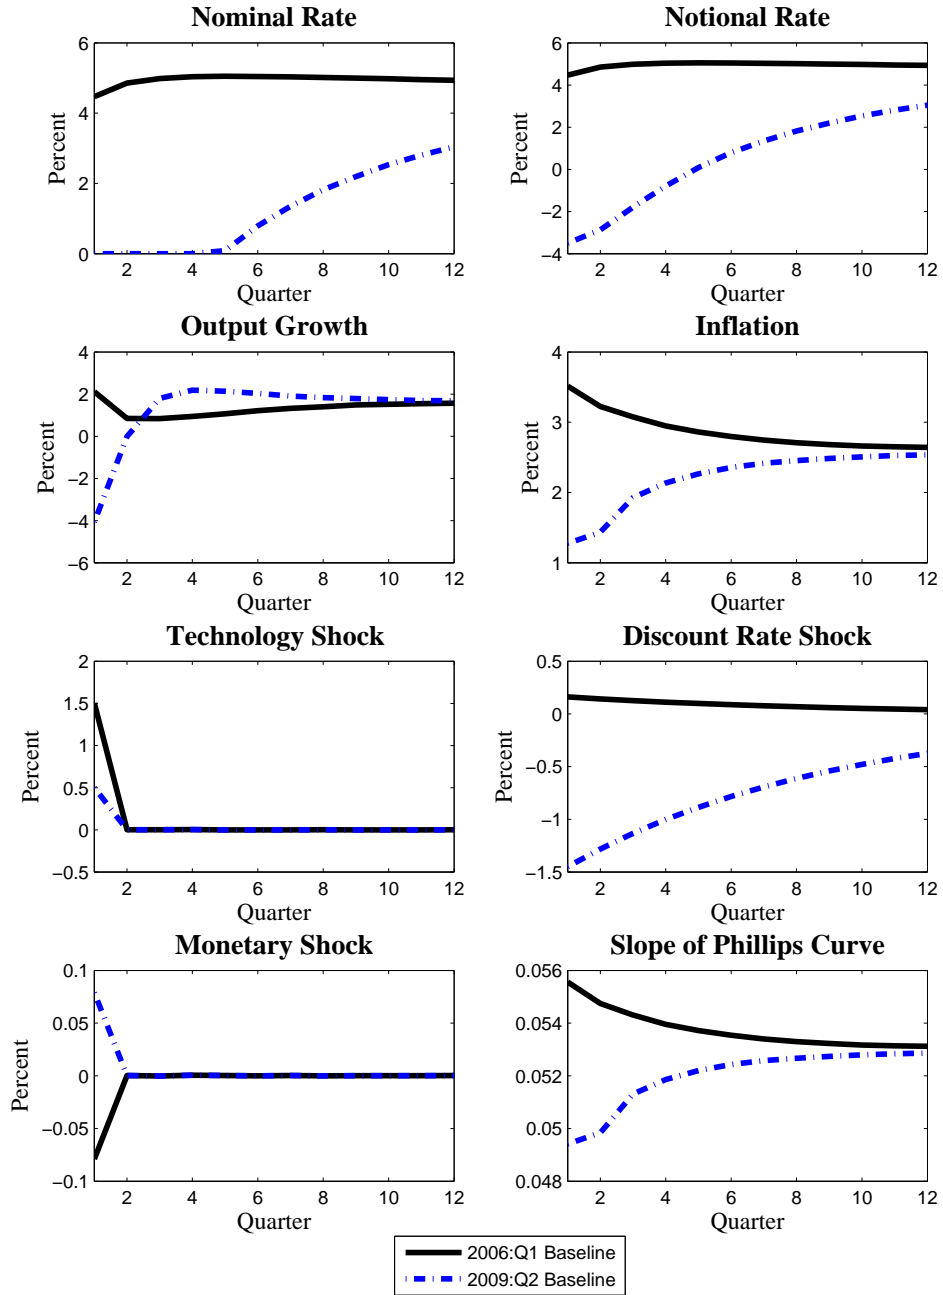 Nominal Rate
Percent
6
4
2
0
2 4 6 8 10 12
Quarter
Notional Rate
Percent
6
4
2
0
−2
−4
2 4 6 8 10 12
Quarter
Output Growth
Percent
4
2
0
−2
−4
−6
2 4 6 8 10 12
Quarter
Inflation
Percent
4
3
2
1
2 4 6 8 10 12
Quarter
Technology Shock
Percent
2
1.5
1
0.5
0
−0.5
2 4 6 8 10 12
Quarter
Discount Rate Shock
Percent
0.5
0
−0.5
−1
−1.5
2 4 6 8 10 12
Quarter
Monetary Shock
Percent
0.1
0.05
0
−0.05
−0.1
2 4 6 8 10 12
Quarter
Slope of Phillips Curve
0.056
0.054
0.052
0.05
0.048
2 4 6 8 10 12
Quarter
2006:Q1 Baseline
2009:Q2 Baseline